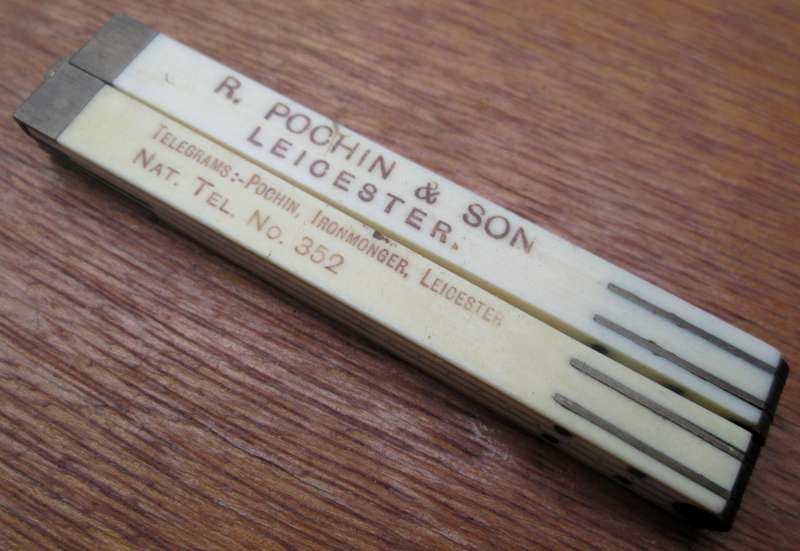 R. POCHIN & SON
LEICESTER.
TELEGRAMS:-POCHIN, IRONMONGER, LEICESTER
NAT. TEL. NO. 352